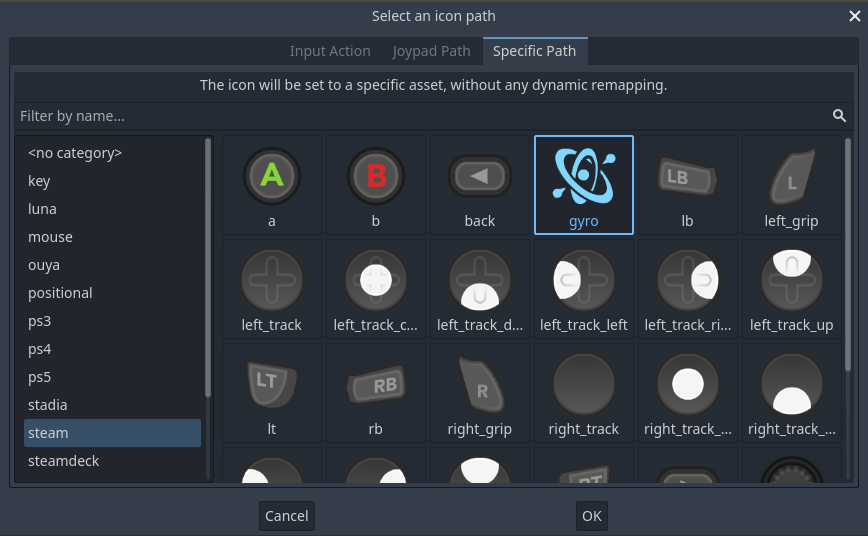 Select an icon path
Input Action
Joypad Path
Specific Path
The icon will be set to a specific asset, without any dynamic remapping.
Filter by name...
<no category>
key
luna
mouse
ouya
positional
ps3
ps4
ps5
stadia
steam
steamdeck
A
B
LB
L
a
b
back
gyro
lb
left_grip
left_track
left_track_c...
left_track_d...
left_track_left
left_track_ri...
left_track_up
LT
RB
R
lt
rb
right_grip
right_track
right_track_...
right_track_...
RT
Cancel
OK